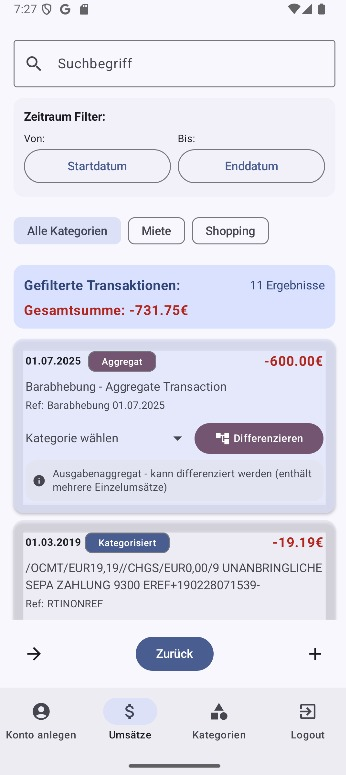 7:27
Suchbegriff
Zeitraum Filter:
Von:
Bis:
Startdatum
Enddatum
Alle Kategorien
Miete
Shopping
Gefilterte Transaktionen:
11 Ergebnisse
Gesamtsumme: -731.75€
01.07.2025
Aggregat
-600.00€
Barabhebung - Aggregate Transaction
Ref: Barabhebung 01.07.2025
Kategorie wählen
Differenzieren
Ausgabenaggregat - kann differenziert werden (enthält
mehrere Einzelumsätze)
01.03.2019
Kategorisiert
-19.19€
/OCMT/EUR19,19//CHGS/EUR0,00/9 UNANBRINGLICHE
SEPA ZAHLUNG 9300 EREF+190228071539-
Ref: RTINONREF
Zurück
Konto anlegen
Umsätze
Kategorien
Logout